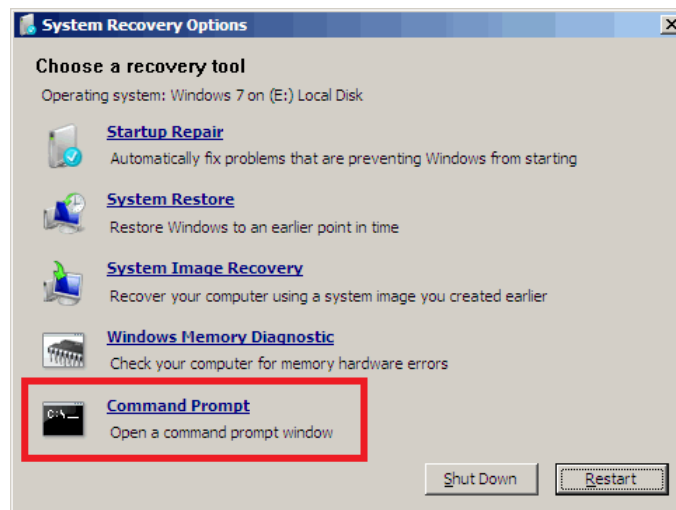 System Recovery Options
Choose a recovery tool
Operating system: Windows 7 on (E:) Local Disk
Startup Repair
Automatically fix problems that are preventing Windows from starting
System Restore
Restore Windows to an earlier point in time
System Image Recovery
Recover your computer using a system image you created earlier
Windows Memory Diagnostic
Check your computer for memory hardware errors
C:\_
Command Prompt
Open a command prompt window
Shut Down Restart